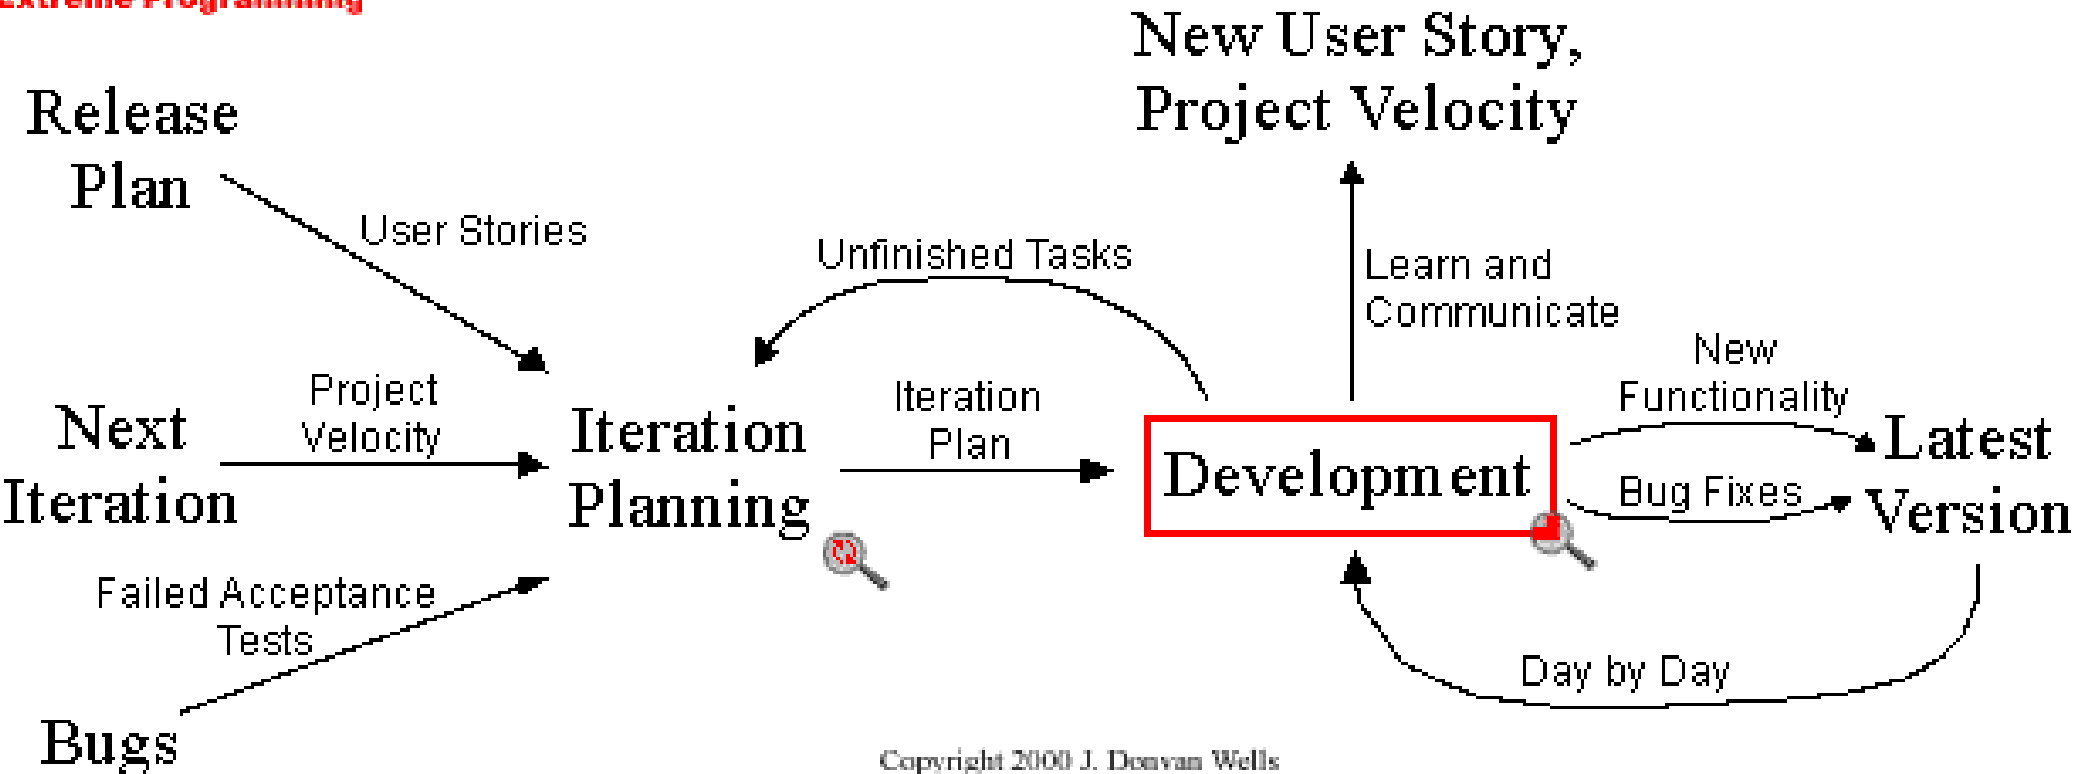 Extreme Programming
New User Story,
Project Velocity
Release
Plan
User Stories
Unfinished Tasks
Learn and
Communicate
New
Functionality
Project
Velocity
Iteration
Plan
Next
Iteration
Iteration
Planning
Development
Latest
Version
Bug Fixes
Failed Acceptance
Tests
Day by Day
Bugs
Copyright 2000 J. Donvan Wells